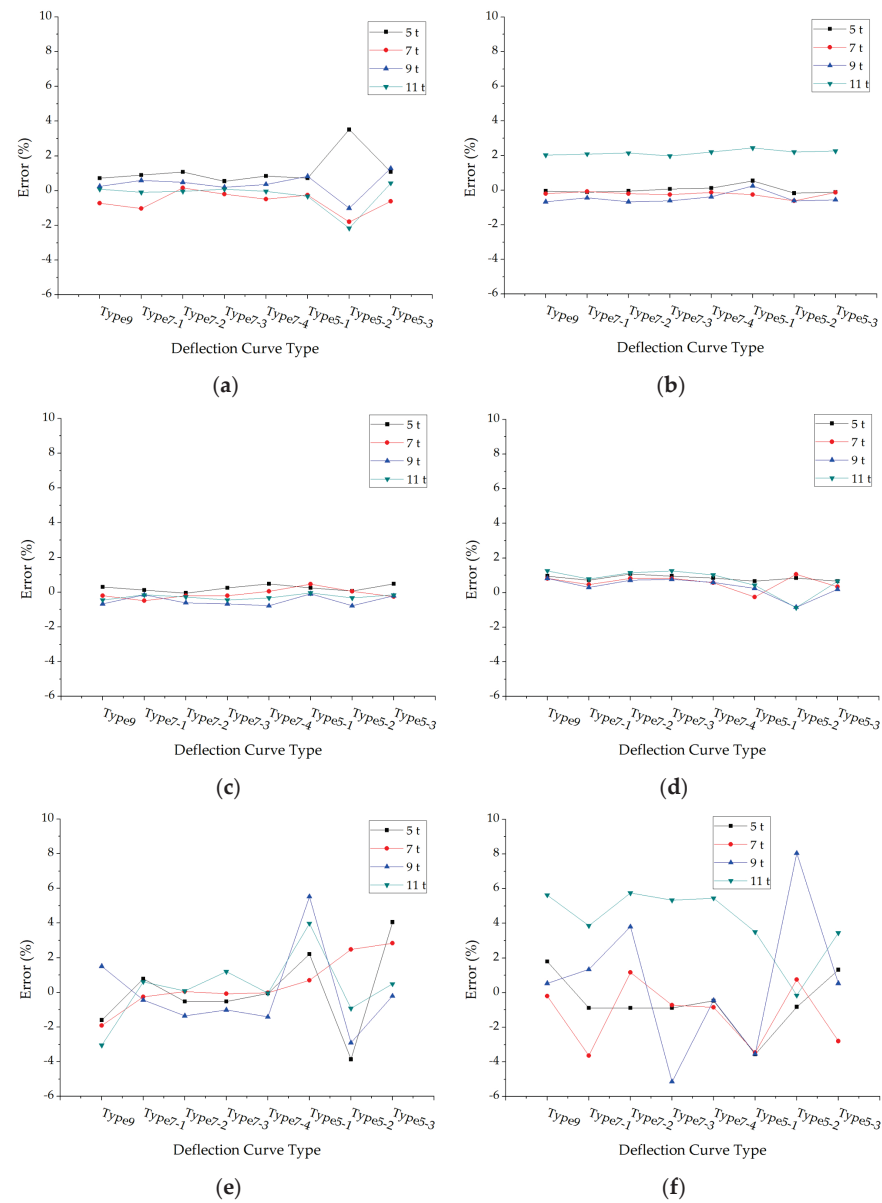 10
8
6
4
2
0
-2
-4
-6
Error (%)
5 t
7 t
9 t
11 t
Type9
Type7-1
Type7-2
Type7-3
Type7-4
Type5-1
Type5-2
Type5-3
Deflection Curve Type
(a)
10
8
6
4
2
0
-2
-4
-6
Error (%)
5 t
7 t
9 t
11 t
Type9
Type7-1
Type7-2
Type7-3
Type7-4
Type5-1
Type5-2
Type5-3
Deflection Curve Type
(b)
10
8
6
4
2
0
-2
-4
-6
Error (%)
5 t
7 t
9 t
11 t
Type9
Type7-1
Type7-2
Type7-3
Type7-4
Type5-1
Type5-2
Type5-3
Deflection Curve Type
(c)
10
8
6
4
2
0
-2
-4
-6
Error (%)
5 t
7 t
9 t
11 t
Type9
Type7-1
Type7-2
Type7-3
Type7-4
Type5-1
Type5-2
Type5-3
Deflection Curve Type
(d)
10
8
6
4
2
0
-2
-4
-6
Error (%)
5 t
7 t
9 t
11 t
Type9
Type7-1
Type7-2
Type7-3
Type7-4
Type5-1
Type5-2
Type5-3
Deflection Curve Type
(e)
10
8
6
4
2
0
-2
-4
-6
Error (%)
5 t
7 t
9 t
11 t
Type9
Type7-1
Type7-2
Type7-3
Type7-4
Type5-1
Type5-2
Type5-3
Deflection Curve Type
(f)